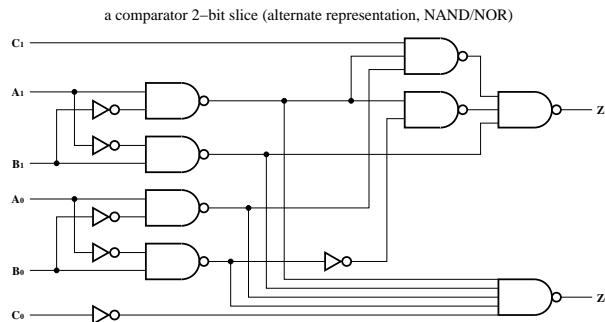 a comparator 2−bit slice (alternate representation, NAND/NOR)
C1
A1
B1
A0
B0
C0
Z
Z